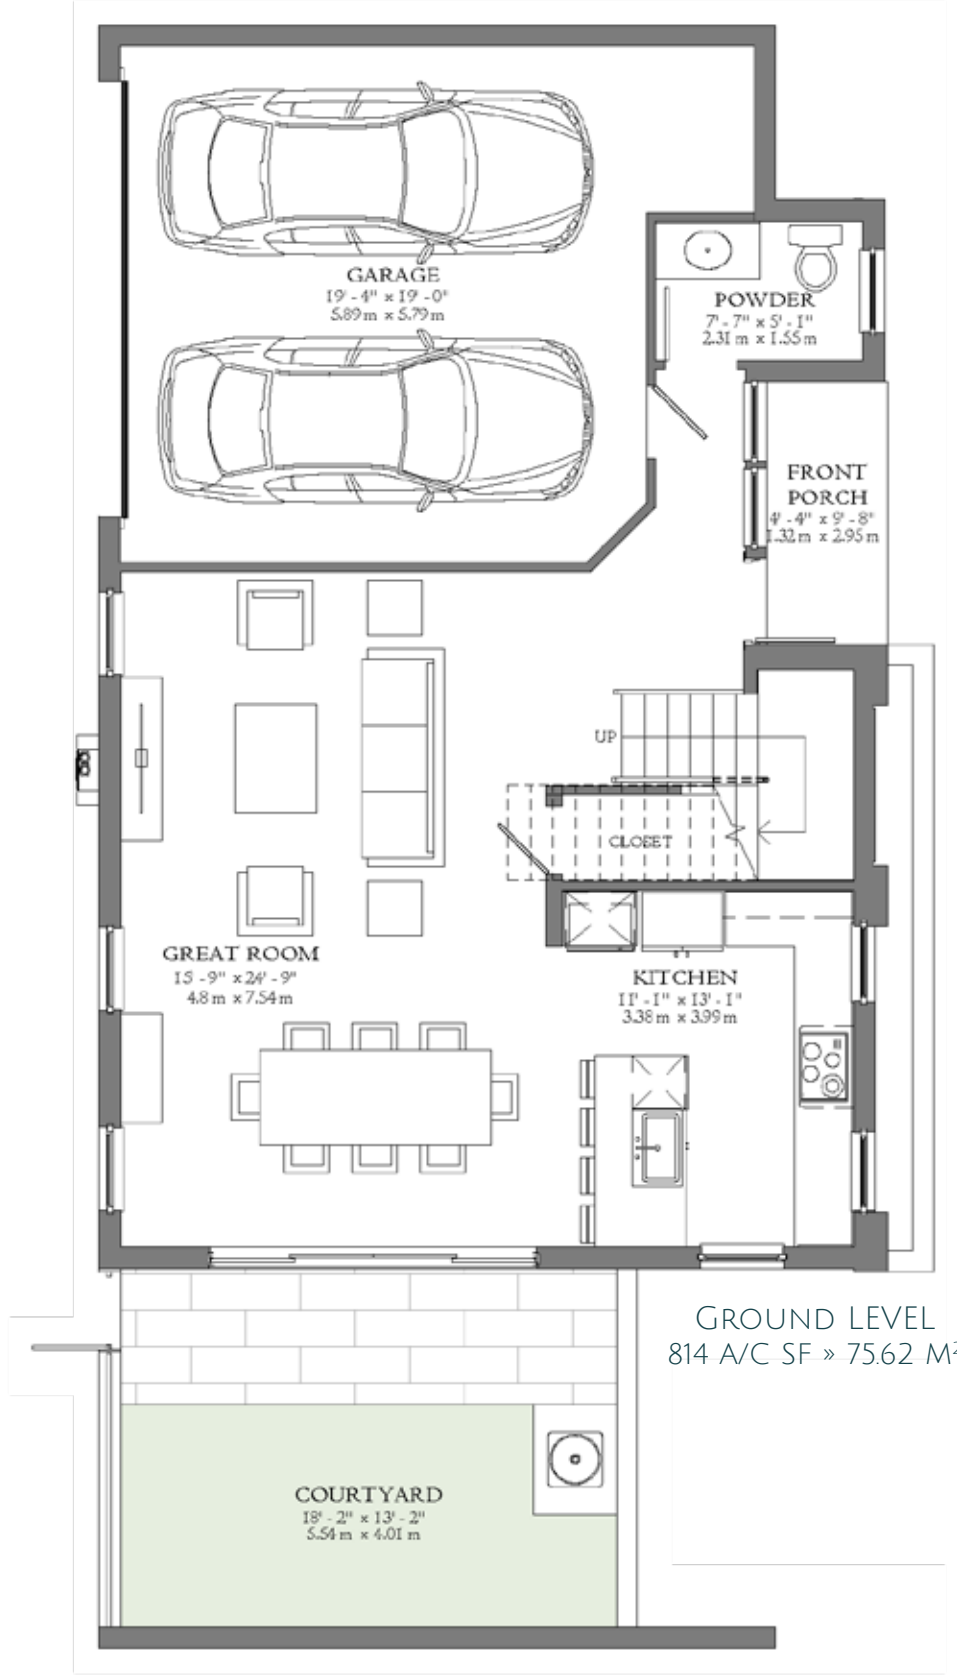 GARAGE
19' - 4" x 19' - 0"
5.89 m x 5.79 m
POWDER
7' - 7" x 5' - 1"
2.31 m x 1.55 m
FRONT
PORCH
4' - 4" x 9' - 8"
1.32 m x 2.95 m
UP
CLOSET
GREAT ROOM
15' - 9" x 24' - 9"
4.8 m x 7.54 m
KITCHEN
11' - 1" x 13' - 1"
3.38 m x 3.99 m
GROUND LEVEL
814 A/C SF » 75.62 M²
COURTYARD
18' - 2" x 13' - 2"
5.54 m x 4.01 m